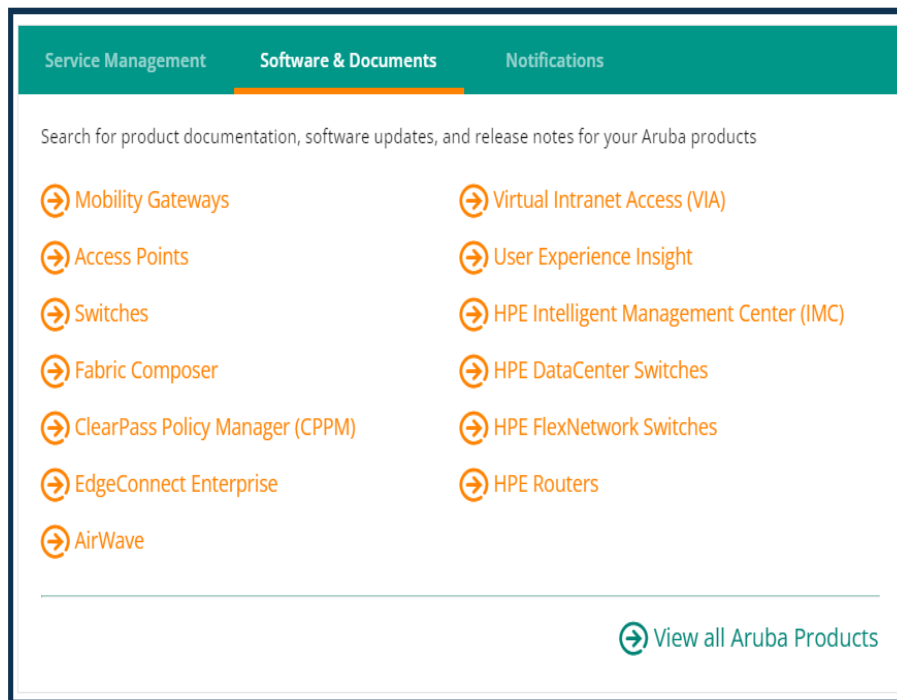 Service Management
Software & Documents
Notifications
Search for product documentation, software updates, and release notes for your Aruba products
Mobility Gateways
Access Points
Switches
Fabric Composer
ClearPass Policy Manager (CPPM)
EdgeConnect Enterprise
AirWave
Virtual Intranet Access (VIA)
User Experience Insight
HPE Intelligent Management Center (IMC)
HPE DataCenter Switches
HPE FlexNetwork Switches
HPE Routers
View all Aruba Products